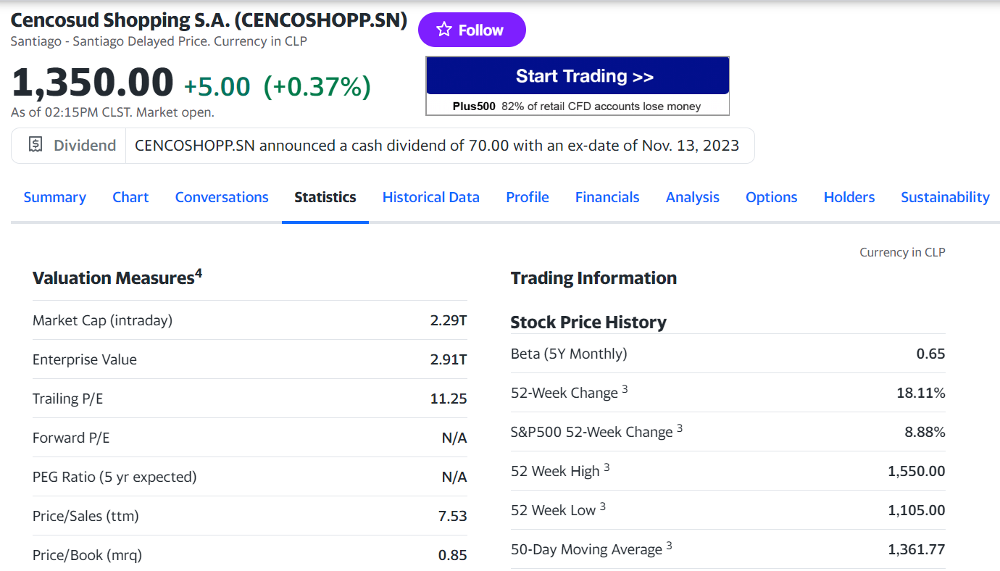 Cencosud Shopping S.A. (CENCOSHOPP.SN)
Follow
Santiago - Santiago Delayed Price. Currency in CLP
1,350.00 +5.00 (+0.37%)
As of 02:15PM CLST. Market open.
Start Trading >>
Plus500 82% of retail CFD accounts lose money
Dividend CENCOSHOPP.SN announced a cash dividend of 70.00 with an ex-date of Nov. 13, 2023
Summary Chart Conversations Statistics Historical Data Profile Financials Analysis Options Holders Sustainability
Currency in CLP
Valuation Measures4
Market Cap (intraday) 2.29T
Enterprise Value 2.91T
Trailing P/E 11.25
Forward P/E N/A
PEG Ratio (5 yr expected) N/A
Price/Sales (ttm) 7.53
Price/Book (mrq) 0.85
Trading Information
Stock Price History
Beta (5Y Monthly) 0.65
52-Week Change 3 18.11%
S&P500 52-Week Change 3 8.88%
52 Week High 3 1,550.00
52 Week Low 3 1,105.00
50-Day Moving Average 3 1,361.77